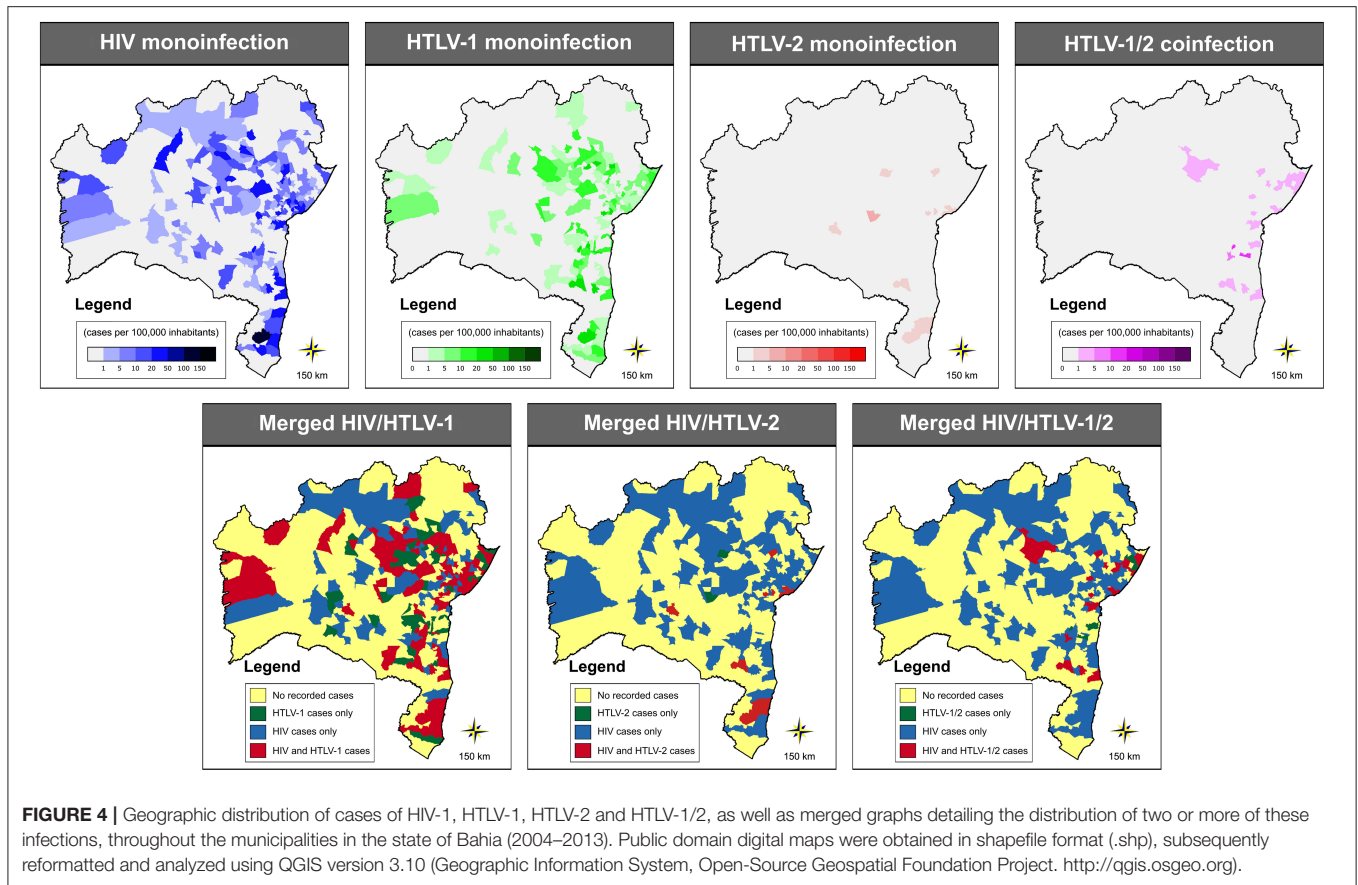 HIV monoinfection
Legend
(cases per 100,000 inhabitants)
1 5 10 20 50 100 150
150 km
HTLV-1 monoinfection
Legend
(cases per 100,000 inhabitants)
0 1 5 10 20 50 100 150
150 km
HTLV-2 monoinfection
Legend
(cases per 100,000 inhabitants)
0 1 5 10 20 50 100 150
150 km
HTLV-1/2 coinfection
Legend
(cases per 100,000 inhabitants)
0 1 5 10 20 50 100 150
150 km
Merged HIV/HTLV-1
Legend
No recorded cases
HTLV-1 cases only
HIV cases only
HIV and HTLV-1 cases
150 km
Merged HIV/HTLV-2
Legend
No recorded cases
HTLV-2 cases only
HIV cases only
HIV and HTLV-2 cases
150 km
Merged HIV/HTLV-1/2
Legend
No recorded cases
HTLV-1/2 cases only
HIV cases only
HIV and HTLV-1/2 cases
150 km
FIGURE 4 | Geographic distribution of cases of HIV-1, HTLV-1, HTLV-2 and HTLV-1/2, as well as merged graphs detailing the distribution of two or more of these
infections, throughout the municipalities in the state of Bahia (2004–2013). Public domain digital maps were obtained in shapefile format (.shp), subsequently
reformatted and analyzed using QGIS version 3.10 (Geographic Information System, Open-Source Geospatial Foundation Project. http://qgis.osgeo.org).